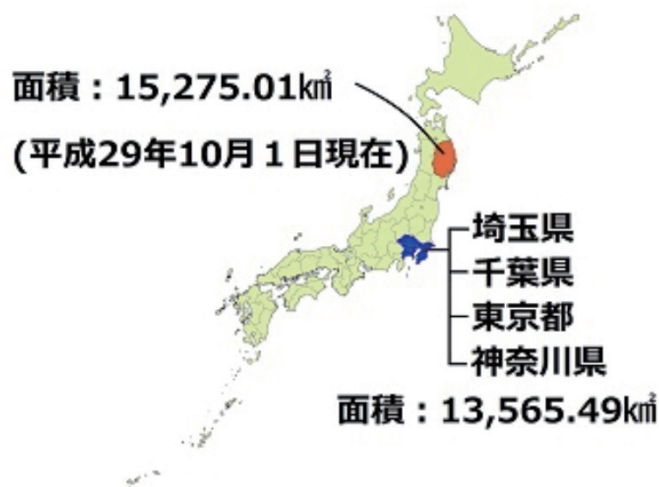 面積：15,275.01㎢
(平成29年10月１日現在)
埼玉県
千葉県
東京都
神奈川県
面積：13,565.49㎢